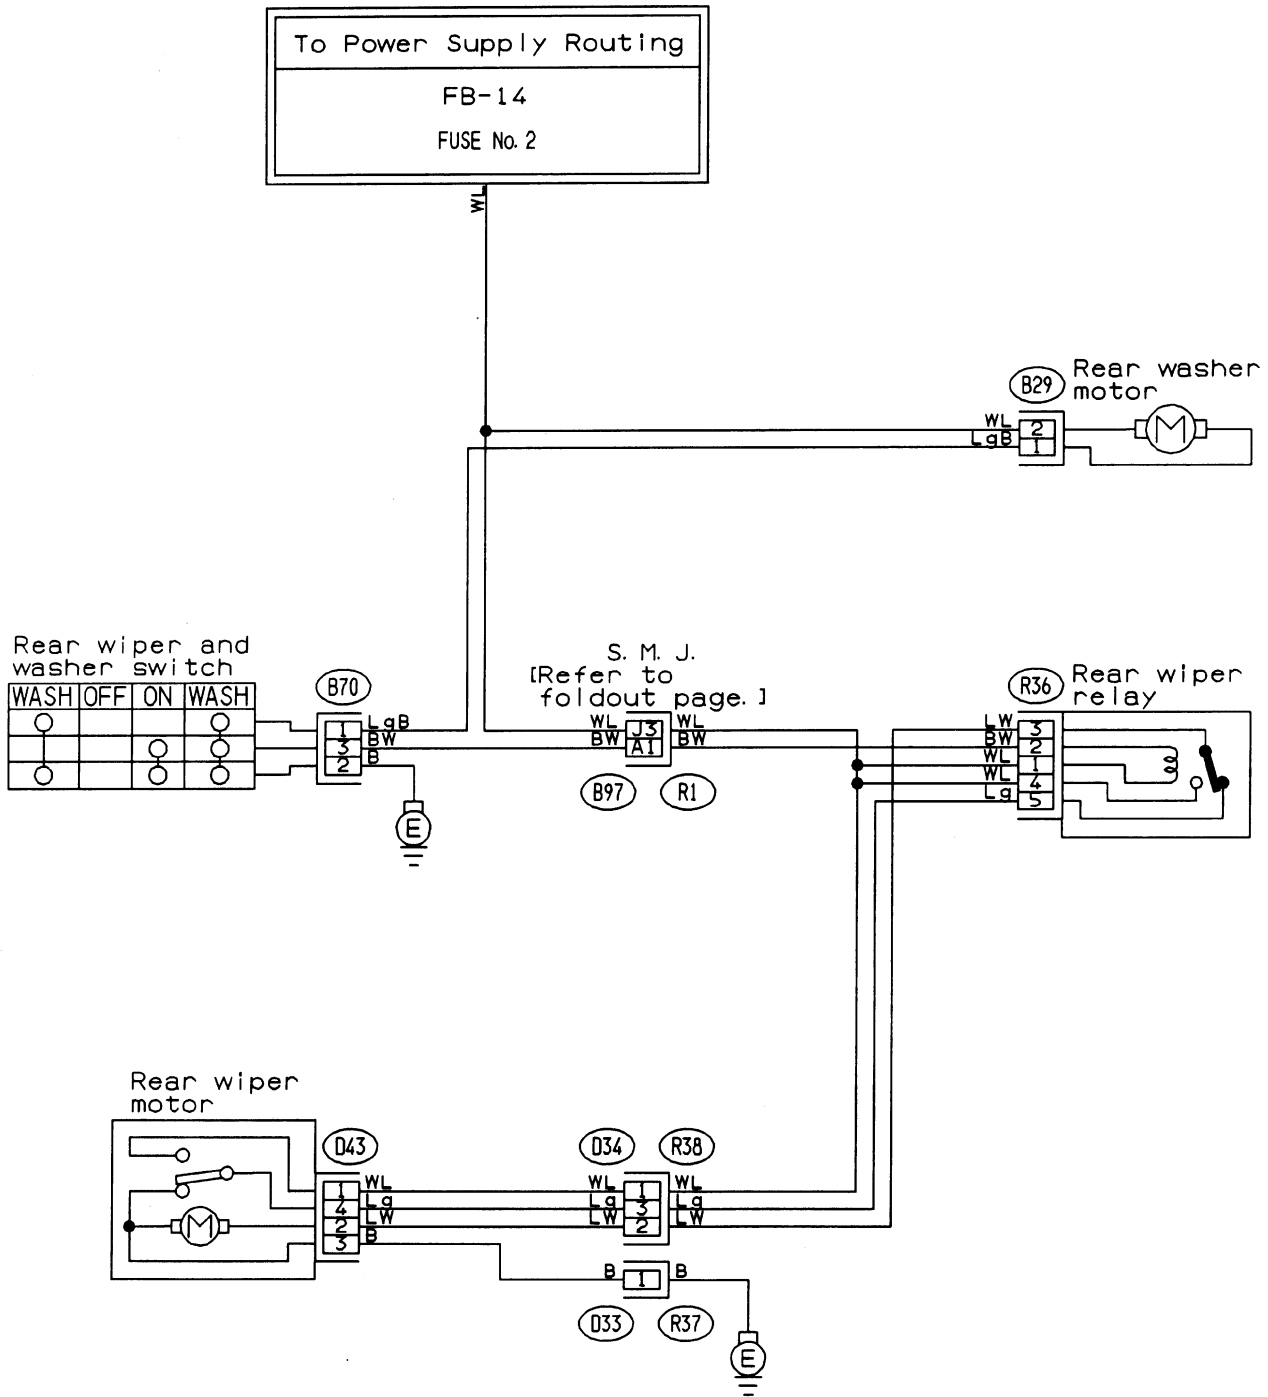 To Power Supply Routing
FB-14
FUSE No. 2
WL
Rear washer
motor
B29
WL 2
LgB 1
M
Rear wiper and
washer switch
WASH OFF ON WASH
B70
1 LgB
3 BW
2 B
E
S. M. J.
[Refer to
foldout page. ]
WL J3 WL
BW A1 BW
B97 R1
Rear wiper
relay
R36
LW 3
BW 2
WL 1
WL 4
Lg 5
Rear wiper
motor
D43 D34 R38
1 WL WL 1 WL
4 Lg Lg 3 Lg
M 2 LW LW 2 LW
3 B
B 1 B
D33 R37
E